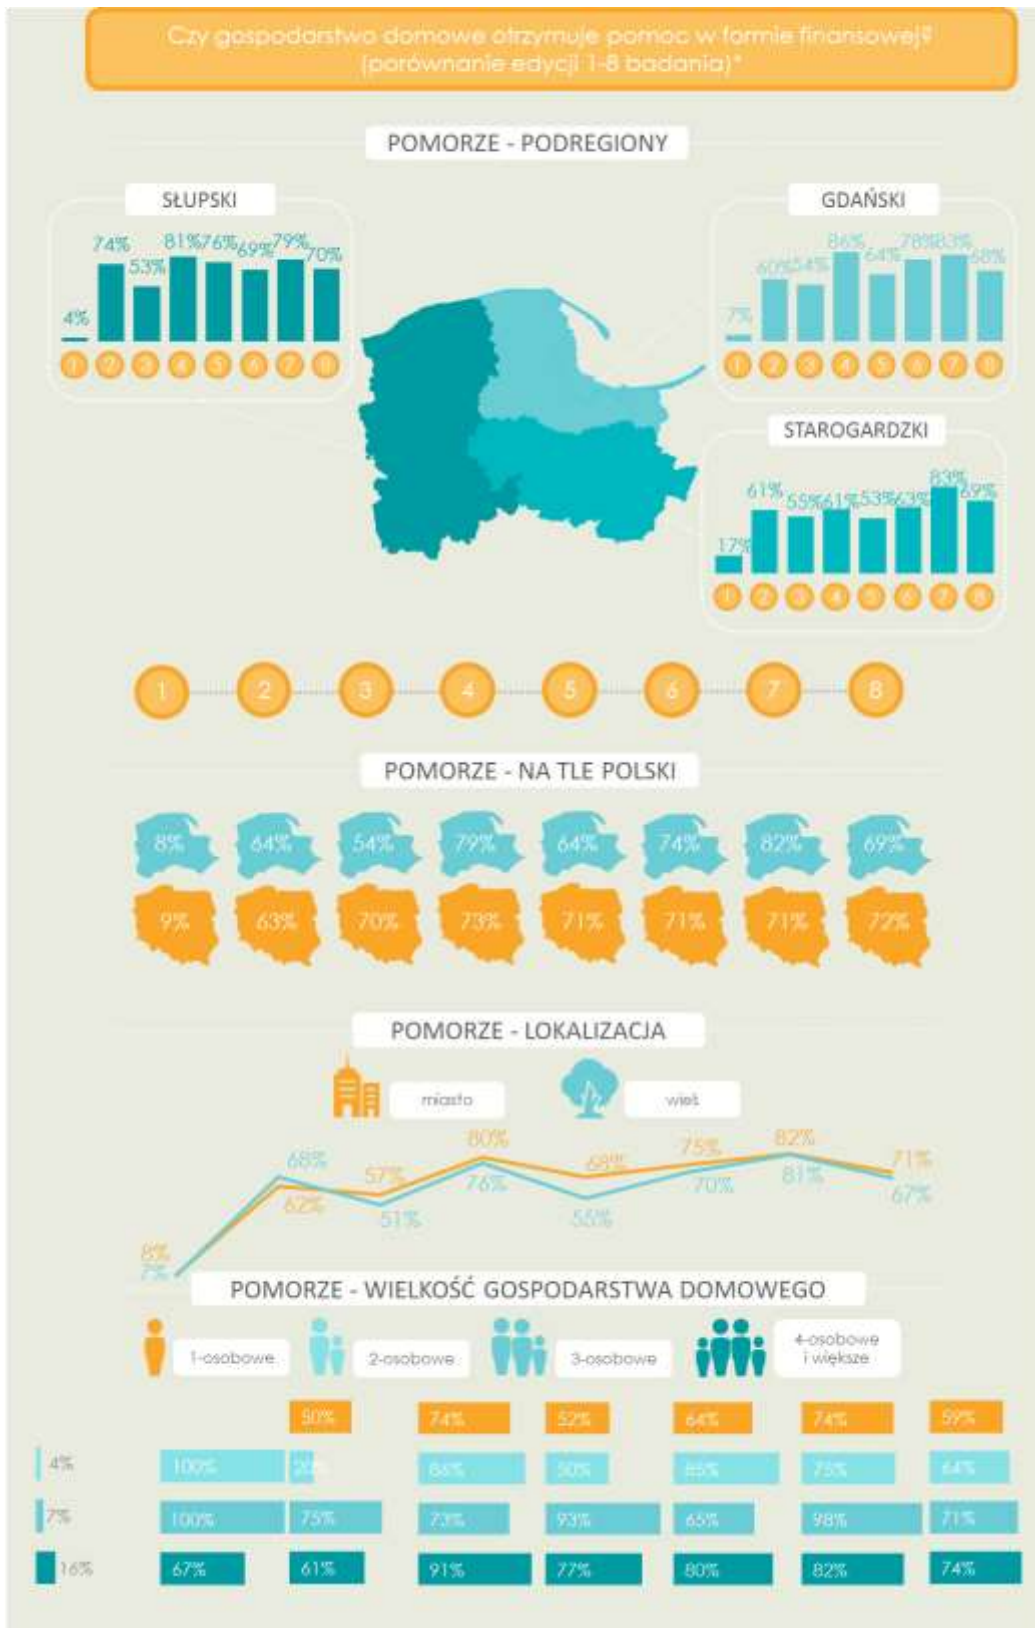 Czy gospodarstwo domowe otrzymuje pomoc w formie finansowej?
(porównanie edycji 1-8 badania)*
POMORZE - PODREGIONY
SŁUPSKI
74% 53% 81% 76% 69% 79% 70%
4%
1 2 3 4 5 6 7 8
GDAŃSKI
86% 78% 83%
60% 54% 64% 68%
7%
1 2 3 4 5 6 7 8
STAROGARDZKI
83%
61% 55% 61% 53% 63% 69%
17%
1 2 3 4 5 6 7 8
1 2 3 4 5 6 7 8
POMORZE - NA TLE POLSKI
8% 64% 54% 79% 64% 74% 82% 69%
9% 63% 70% 73% 71% 71% 71% 72%
POMORZE - LOKALIZACJA
miasto wieś
80% 82%
68% 57% 68% 75% 71%
62% 76% 70% 81% 67%
51% 55%
8%
7%
POMORZE - WIELKOŚĆ GOSPODARSTWA DOMOWEGO
1-osobowe 2-osobowe 3-osobowe 4-osobowe
i większe
50% 74% 52% 64% 74% 59%
4% 100% 20% 86% 50% 85% 75% 64%
7% 100% 75% 73% 93% 65% 98% 71%
16% 67% 61% 91% 77% 80% 82% 74%